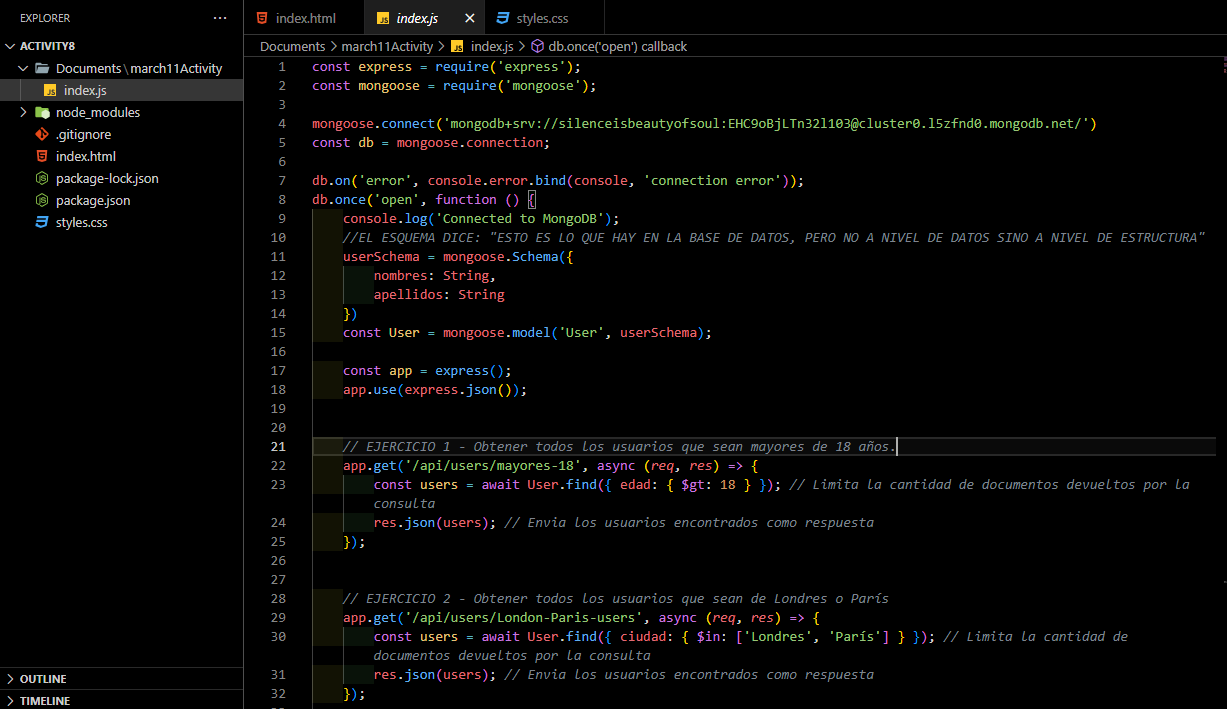 EXPLORER
ACTIVITY8
Documents \ march11Activity
index.js
node_modules
.gitignore
index.html
package-lock.json
package.json
styles.css
OUTLINE
TIMELINE
index.html
index.js
styles.css
Documents > march11Activity > index.js > db.once('open') callback
1 const express = require('express');
2 const mongoose = require('mongoose');
3
4 mongoose.connect('mongodb+srv://silenceisbeautyofsoul:EHC9oBjLTn32l103@cluster0.l5zfnd0.mongodb.net/')
5 const db = mongoose.connection;
6
7 db.on('error', console.error.bind(console, 'connection error'));
8 db.once('open', function () {
9 console.log('Connected to MongoDB');
10 //EL ESQUEMA DICE: "ESTO ES LO QUE HAY EN LA BASE DE DATOS, PERO NO A NIVEL DE DATOS SINO A NIVEL DE ESTRUCTURA"
11 userSchema = mongoose.Schema({
12 nombres: String,
13 apellidos: String
14 })
15 const User = mongoose.model('User', userSchema);
16
17 const app = express();
18 app.use(express.json());
19
20
21 // EJERCICIO 1 - Obtener todos los usuarios que sean mayores de 18 años.
22 app.get('/api/users/mayores-18', async (req, res) => {
23 const users = await User.find({ edad: { $gt: 18 } }); // Limita la cantidad de documentos devueltos por la
consulta
24 res.json(users); // Envia los usuarios encontrados como respuesta
25 });
26
27
28 // EJERCICIO 2 - Obtener todos los usuarios que sean de Londres o París
29 app.get('/api/users/London-Paris-users', async (req, res) => {
30 const users = await User.find({ ciudad: { $in: ['Londres', 'París'] } }); // Limita la cantidad de
documentos devueltos por la consulta
31 res.json(users); // Envia los usuarios encontrados como respuesta
32 });